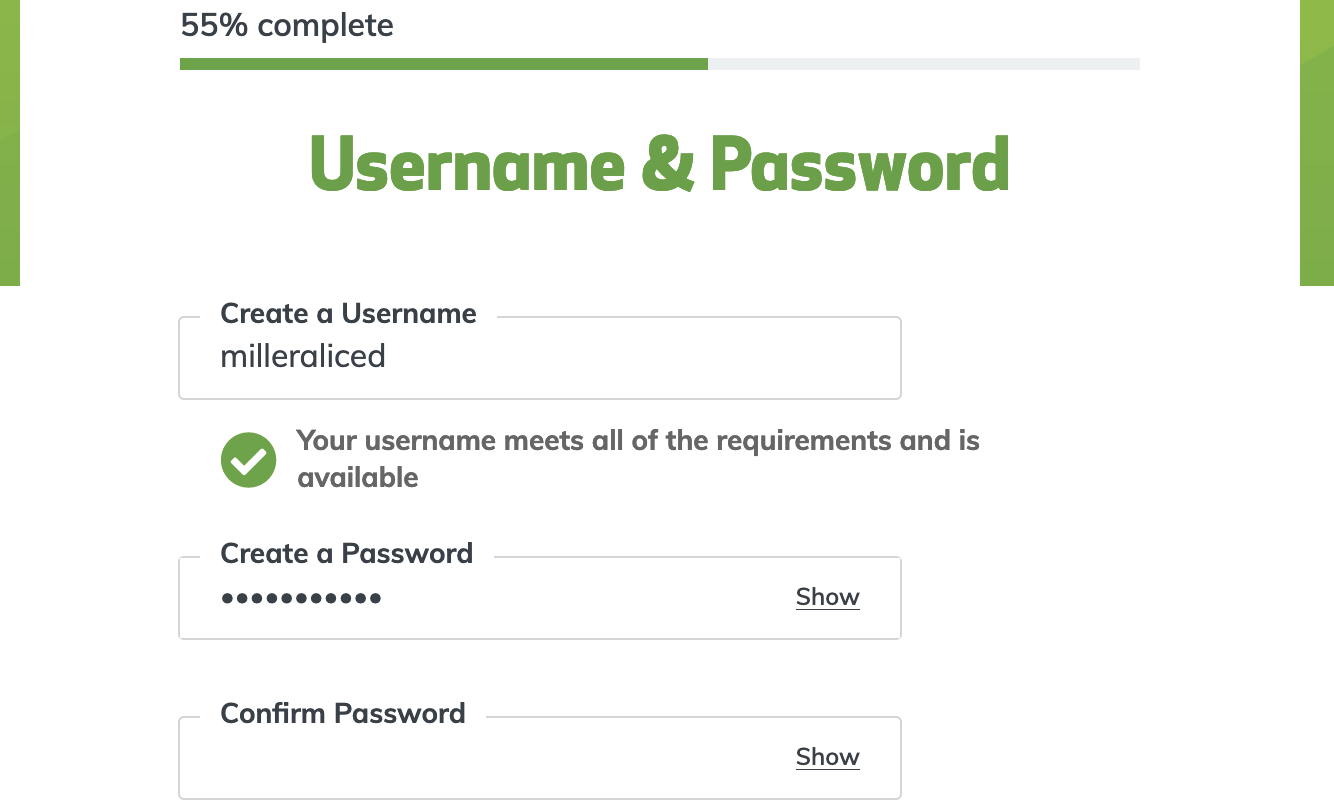 55% complete
Username & Password
Create a Username
milleraliced
Your username meets all of the requirements and is
available
Create a Password
•••••••••••
Show
Confirm Password
Show